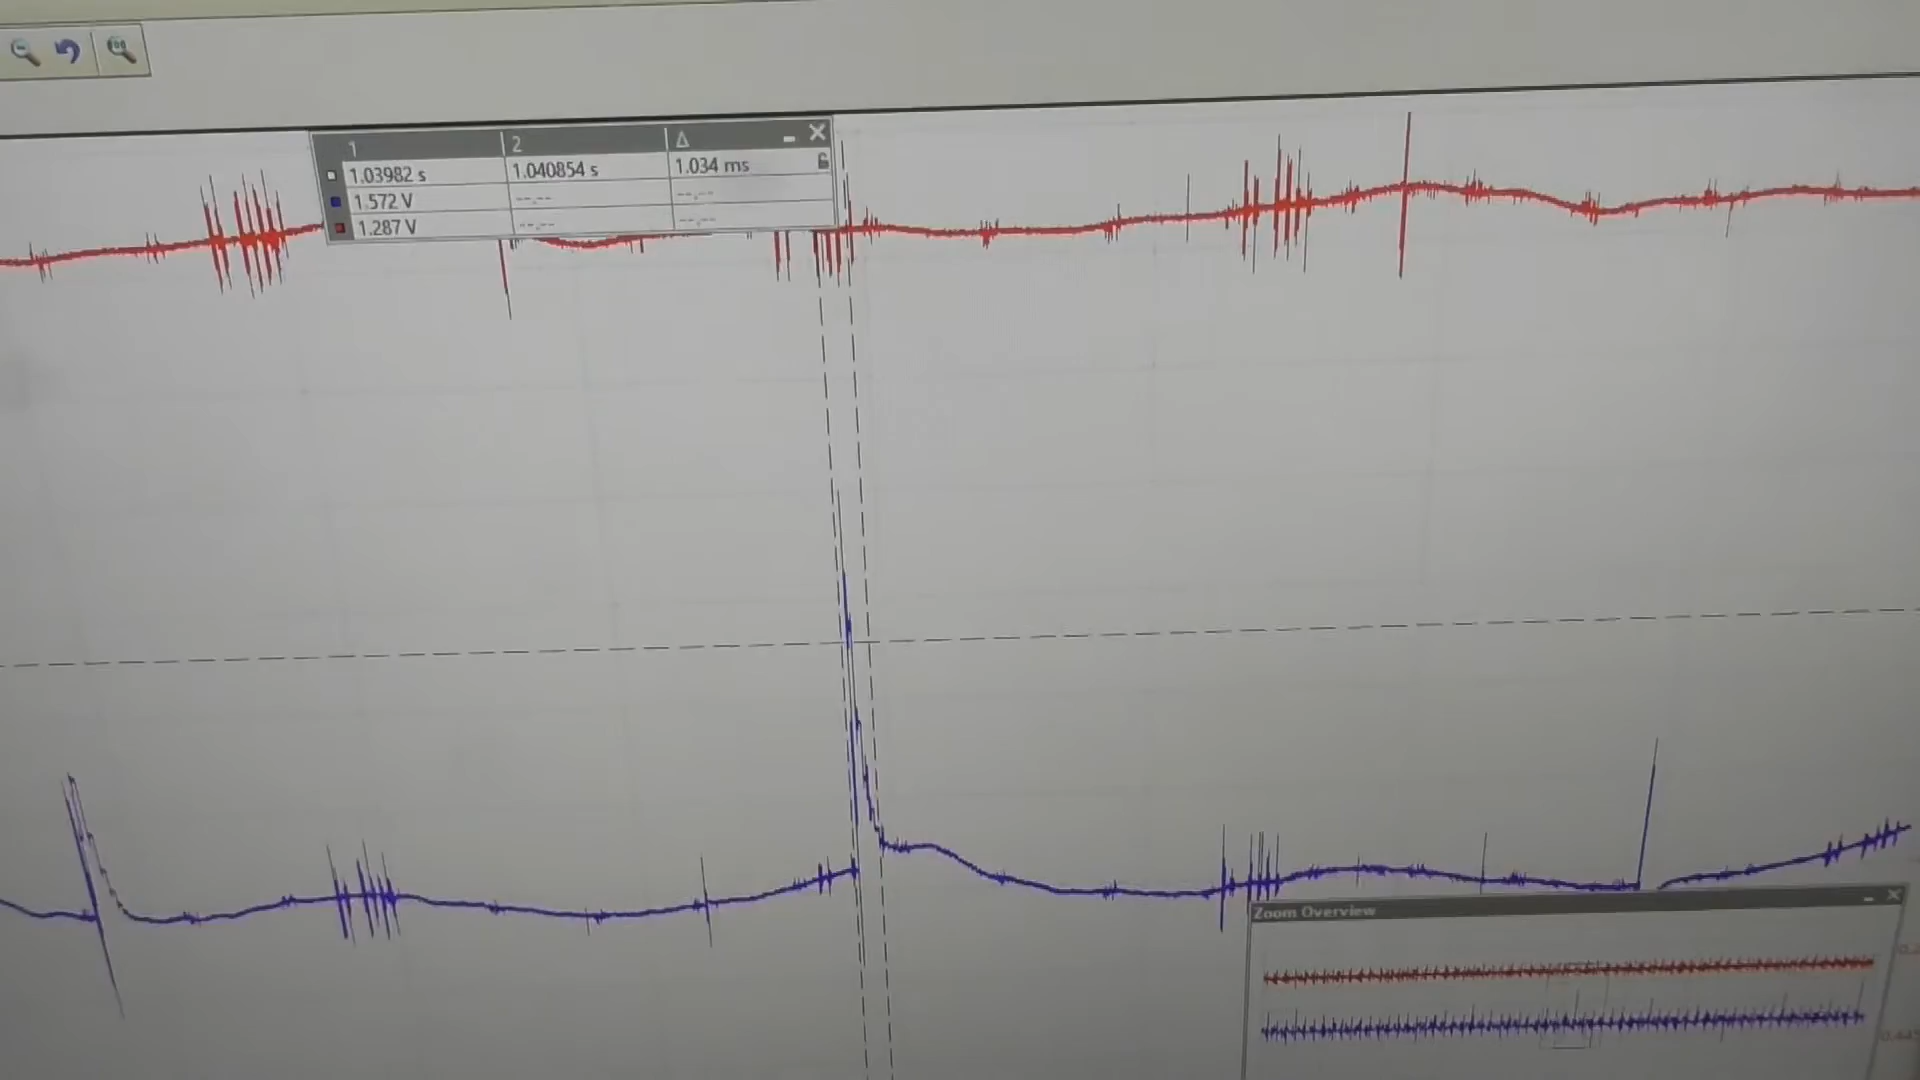 1 2 Δ
1.03982 s 1.040854 s 1.034 ms
1.572 V --.-- --.--
1.287 V --.-- --.--
Zoom Overview